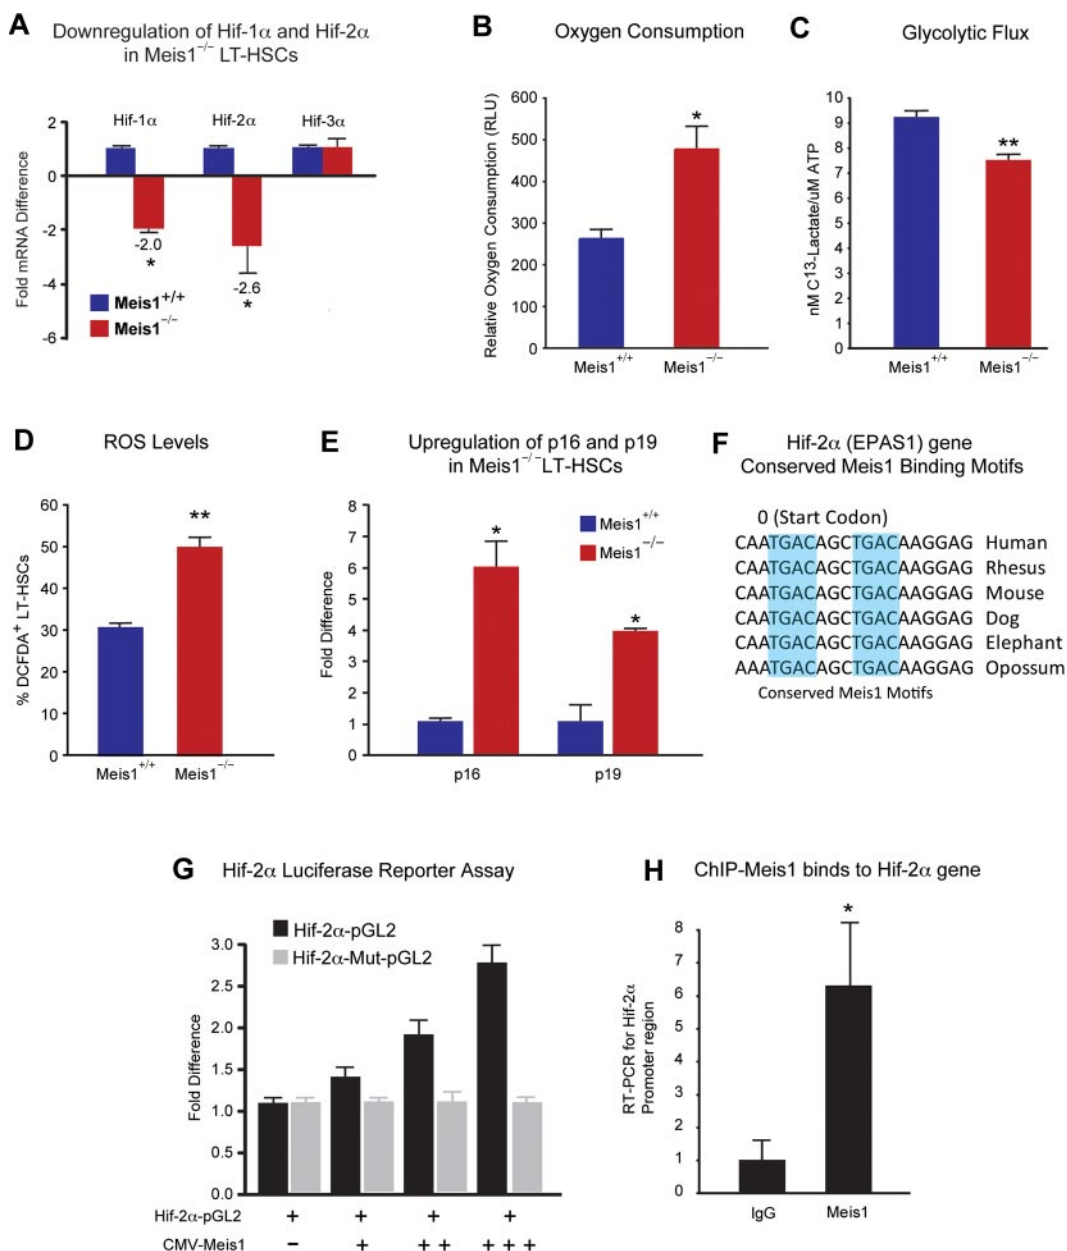 A
Downregulation of Hif-1α and Hif-2α
in Meis1⁻/⁻ LT-HSCs
Fold mRNA Difference
2
0
-2
-4
-6
Hif-1α
Hif-2α
Hif-3α
-2.0
*
-2.6
*
Meis1⁺/⁺
Meis1⁻/⁻
B
Oxygen Consumption
Relative Oxygen Consumption (RLU)
600
500
400
300
200
100
0
*
Meis1⁺/⁺
Meis1⁻/⁻
C
Glycolytic Flux
nM C¹³-Lactate/uM ATP
10
9
8
7
6
5
4
3
2
1
0
**
Meis1⁺/⁺
Meis1⁻/⁻
D
ROS Levels
% DCFDA⁺ LT-HSCs
60
50
40
30
20
10
0
**
Meis1⁺/⁺
Meis1⁻/⁻
E
Upregulation of p16 and p19
in Meis1⁻/⁻LT-HSCs
Fold Difference
8
7
6
5
4
3
2
1
0
Meis1⁺/⁺
Meis1⁻/⁻
*
*
p16
p19
F
Hif-2α (EPAS1) gene
Conserved Meis1 Binding Motifs
0 (Start Codon)
CAATGACAGCTGACAAGGAG Human
CAATGACAGCTGACAAGGAG Rhesus
CAATGACAGCTGACAAGGAG Mouse
CAATGACAGCTGACAAGGAG Dog
CAATGACAGCTGACAAGGAG Elephant
AAATGACAGCTGACAAGGAG Opossum
Conserved Meis1 Motifs
G
Hif-2α Luciferase Reporter Assay
Hif-2α-pGL2
Hif-2α-Mut-pGL2
Fold Difference
3.0
2.5
2.0
1.5
1.0
0.5
0.0
Hif-2α-pGL2 + + + +
CMV-Meis1 − + + + + + +
H
ChIP-Meis1 binds to Hif-2α gene
RT-PCR for Hif-2α
Promoter region
8
7
6
5
4
3
2
1
0
*
IgG
Meis1